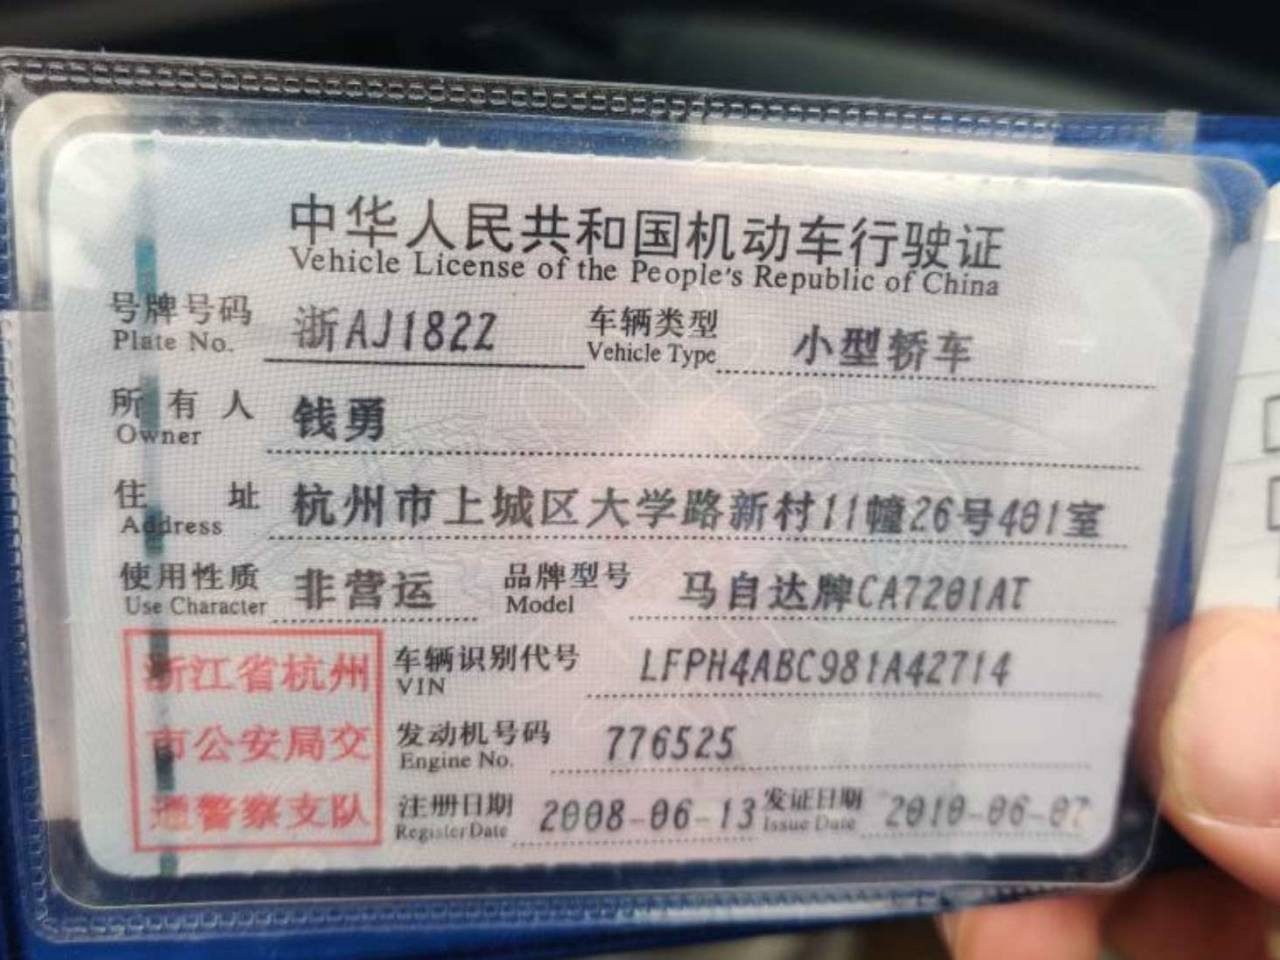 中华人民共和国机动车行驶证
Vehicle License of the People's Republic of China
号牌号码 浙AJ182Z 车辆类型 小型轿车
Plate No. Vehicle Type
所有人 钱勇
Owner
住址 杭州市上城区大学路新村11幢26号401室
Address
使用性质 非营运 品牌型号 马自达牌CA7201AT
Use Character Model
浙江省杭州
市公安局交
通警察支队
车辆识别代号 LFPH4ABC981A42714
VIN
发动机号码 776525
Engine No.
注册日期 2008-06-13 发证日期 2010-06-07
Register Date Issue Date